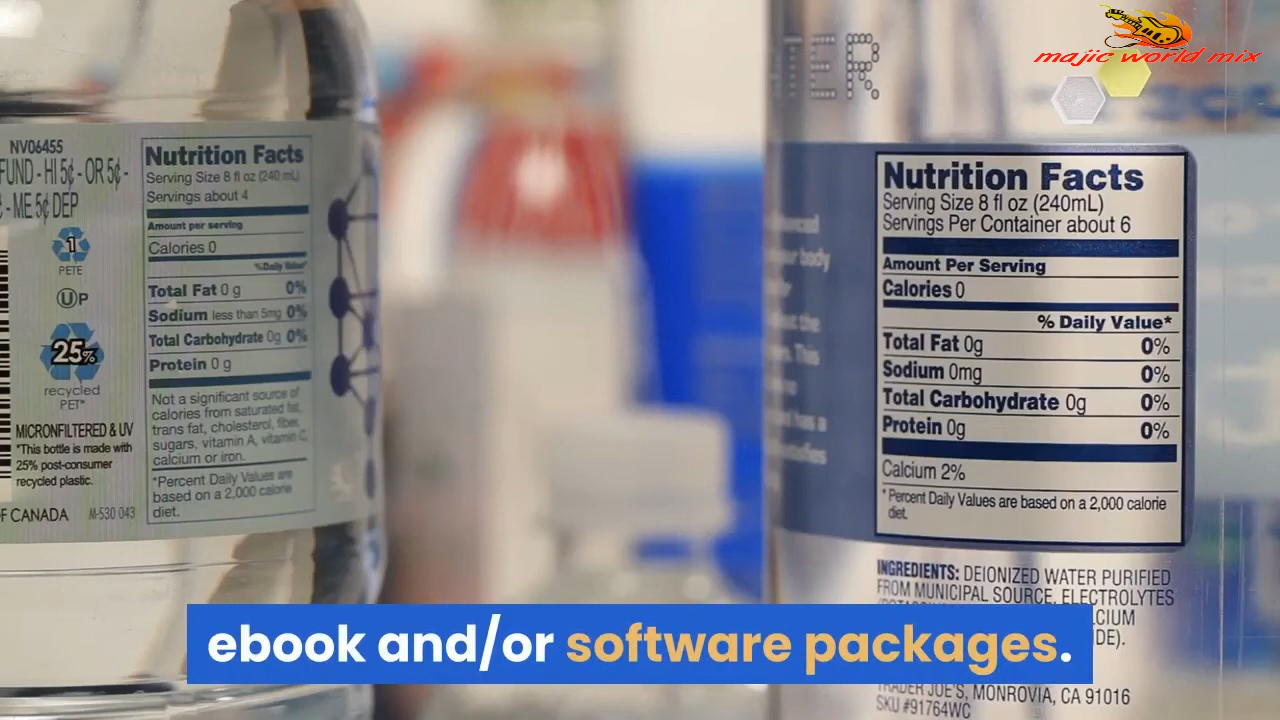 majic world mix
TER
NV06455
FUND - HI 5¢ - OR 5¢ -
- ME 5¢ DEP
1
PETE
UP
25%
recycled
PET*
MICRONFILTERED & UV
*This bottle is made with
25% post-consumer
recycled plastic.
OF CANADA M-530 043
Nutrition Facts
Serving Size 8 fl oz (240 mL)
Servings about 4
Amount per serving
Calories 0
%Daily Value*
Total Fat 0 g 0%
Sodium less than 5mg 0%
Total Carbohydrate 0g 0%
Protein 0 g
Not a significant source of
calories from saturated fat,
trans fat, cholesterol, fiber,
sugars, vitamin A, vitamin C,
calcium or iron.
*Percent Daily Values are
based on a 2,000 calorie
diet.
Nutrition Facts
Serving Size 8 fl oz (240mL)
Servings Per Container about 6
Amount Per Serving
Calories 0
% Daily Value*
Total Fat 0g 0%
Sodium 0mg 0%
Total Carbohydrate 0g 0%
Protein 0g 0%
Calcium 2%
* Percent Daily Values are based on a 2,000 calorie
diet.
INGREDIENTS: DEIONIZED WATER PURIFIED
FROM MUNICIPAL SOURCE, ELECTROLYTES
ebook and/or software packages.
TRADER JOE'S, MONROVIA, CA 91016
SKU #91764WC